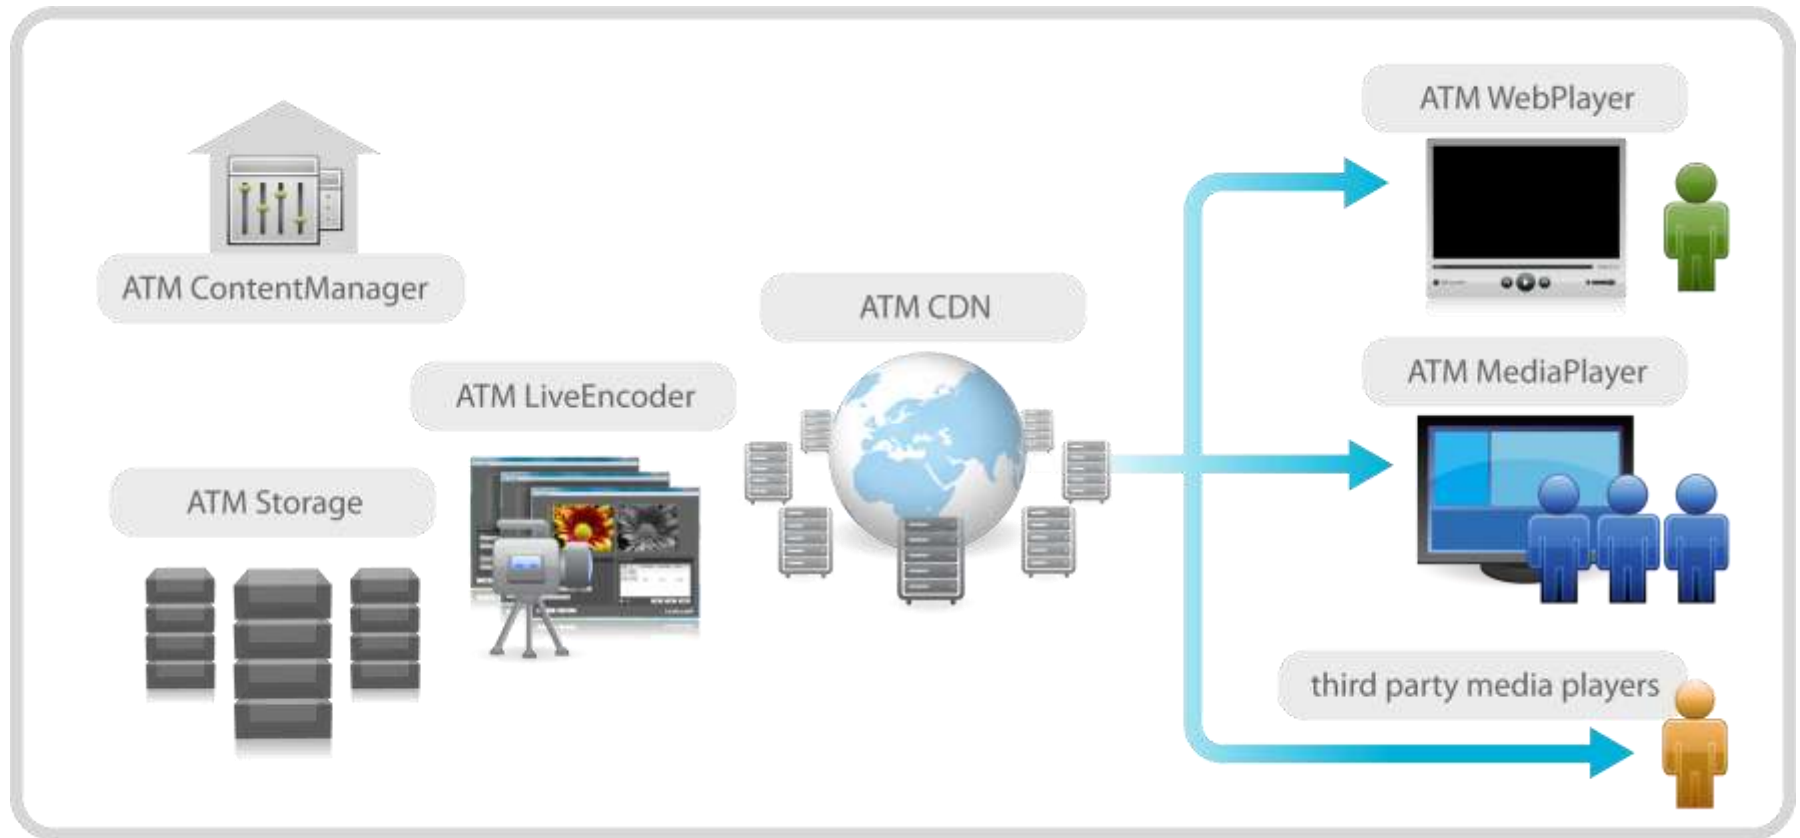 ATM WebPlayer
ATM ContentManager
ATM CDN
ATM MediaPlayer
ATM LiveEncoder
ATM Storage
third party media players